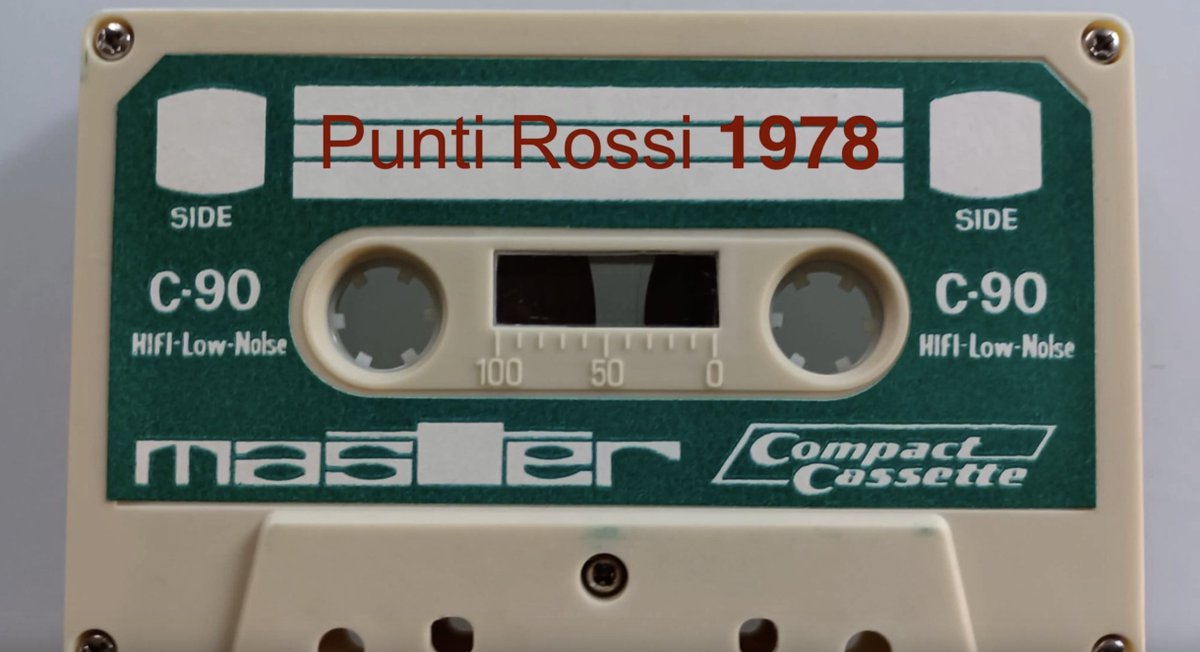 Punti Rossi 1978
SIDE
SIDE
C-90
C-90
HIFI-Low-Noise
HIFI-Low-Noise
100 50 0
master
Compact
Cassette